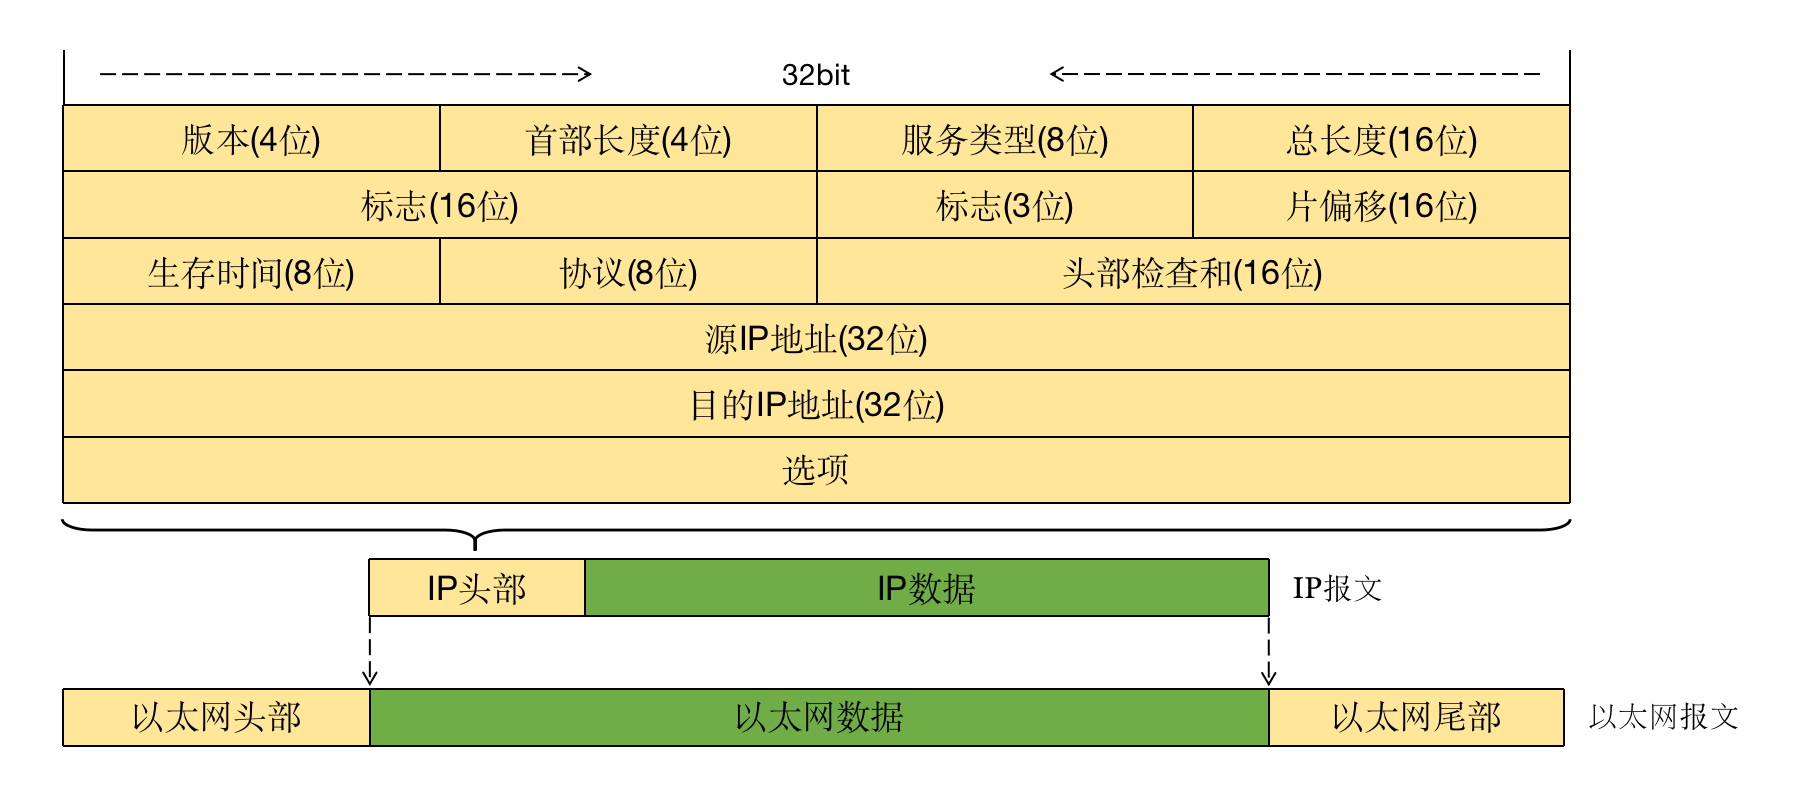 32bit
版本(4位) 首部长度(4位) 服务类型(8位) 总长度(16位)
标志(16位) 标志(3位) 片偏移(16位)
生存时间(8位) 协议(8位) 头部检查和(16位)
源IP地址(32位)
目的IP地址(32位)
选项
IP头部 IP数据 IP报文
以太网头部 以太网数据 以太网尾部 以太网报文